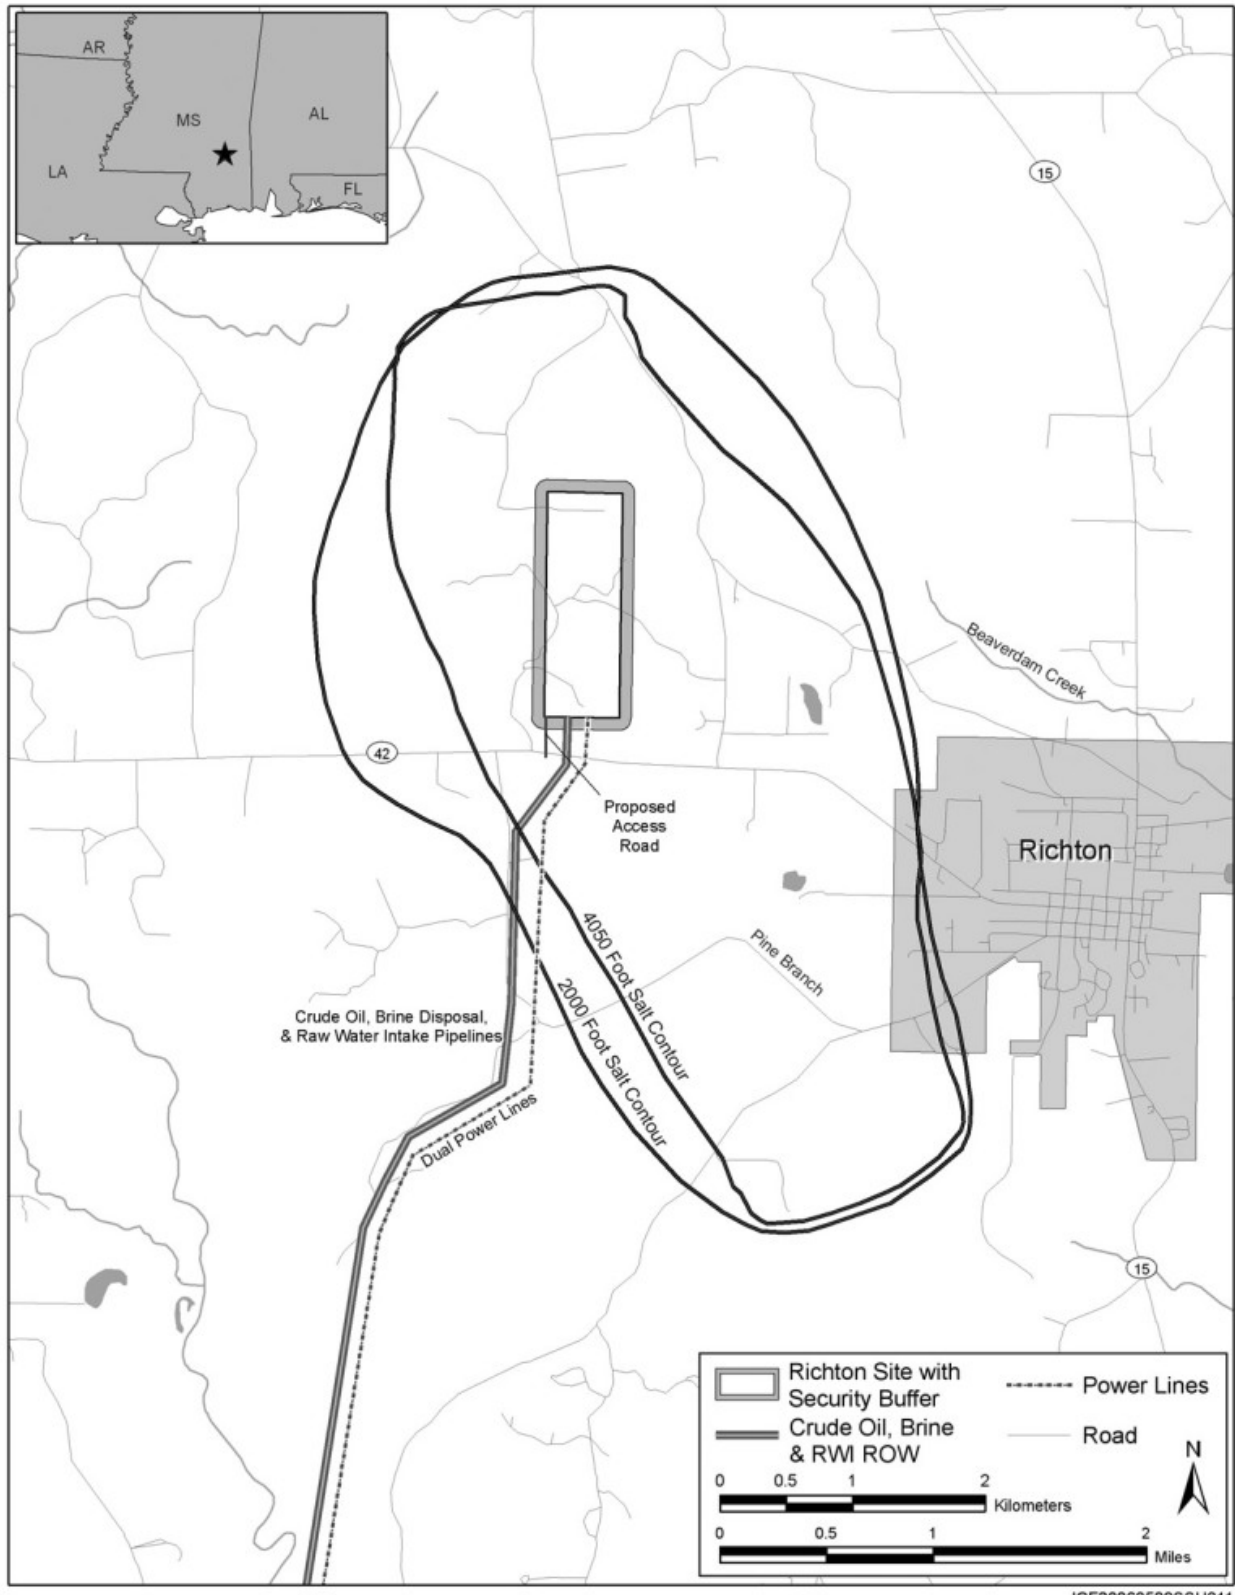 AR
MS
AL
LA
FL
15
Beaverdam Creek
42
Proposed
Access
Road
Richton
4050 Foot Salt Contour
Pine Branch
2000 Foot Salt Contour
Crude Oil, Brine Disposal,
& Raw Water Intake Pipelines
Dual Power Lines
15
Richton Site with
Security Buffer
Power Lines
Crude Oil, Brine
& RWI ROW
Road
N
0 0.5 1 2
Kilometers
0 0.5 1 2
Miles